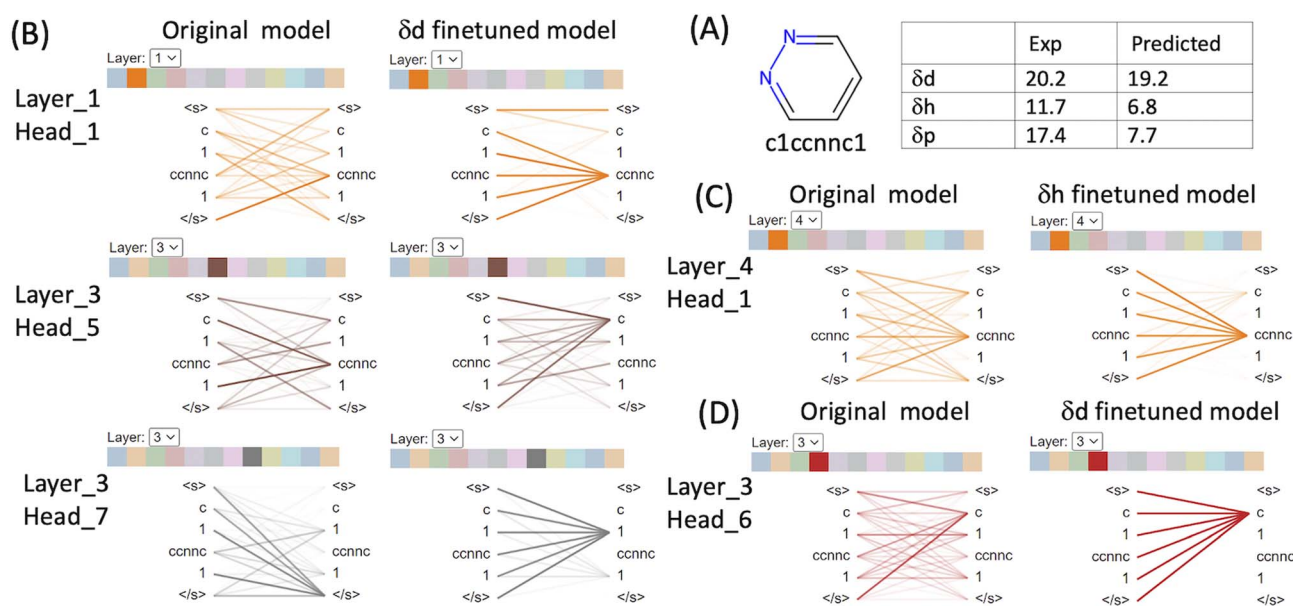 (B)
Original model
δd finetuned model
Layer: 1
Layer: 1
Layer_1
Head_1
<s>
<s>
<s>
<s>
c
c
c
c
1
1
1
1
ccnnc
ccnnc
ccnnc
ccnnc
1
1
1
1
</s>
</s>
</s>
</s>
Layer: 3
Layer: 3
Layer_3
Head_5
<s>
<s>
<s>
<s>
c
c
c
c
1
1
1
1
ccnnc
ccnnc
ccnnc
ccnnc
1
1
1
1
</s>
</s>
</s>
</s>
Layer: 3
Layer: 3
Layer_3
Head_7
<s>
<s>
<s>
<s>
c
c
c
c
1
1
1
1
ccnnc
ccnnc
ccnnc
ccnnc
1
1
1
1
</s>
</s>
</s>
</s>
(A)
N
N
c1ccnnc1
Exp Predicted
δd 20.2 19.2
δh 11.7 6.8
δp 17.4 7.7
(C)
Original model
δh finetuned model
Layer: 4
Layer: 4
Layer_4
Head_1
<s>
<s>
<s>
<s>
c
c
c
c
1
1
1
1
ccnnc
ccnnc
ccnnc
ccnnc
1
1
1
1
</s>
</s>
</s>
</s>
(D)
Original model
δd finetuned model
Layer: 3
Layer: 3
Layer_3
Head_6
<s>
<s>
<s>
<s>
c
c
c
c
1
1
1
1
ccnnc
ccnnc
ccnnc
ccnnc
1
1
1
1
</s>
</s>
</s>
</s>